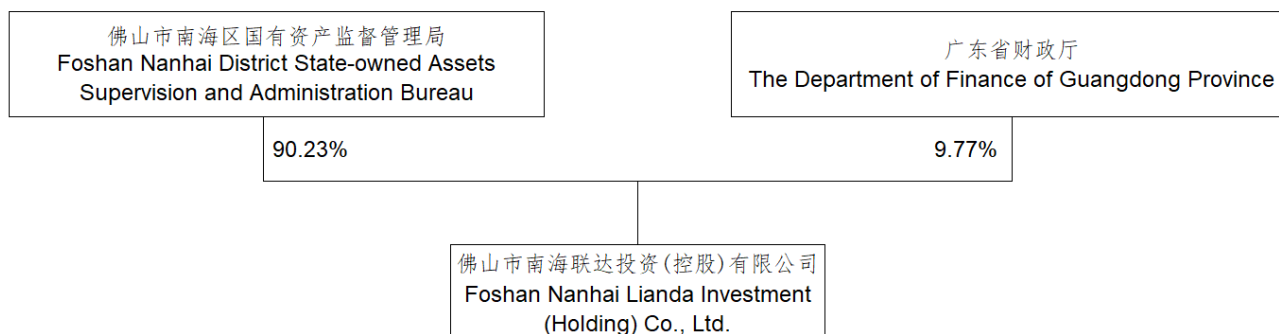 佛山市南海区国有资产监督管理局
Foshan Nanhai District State-owned Assets
Supervision and Administration Bureau
广东省财政厅
The Department of Finance of Guangdong Province
90.23%
9.77%
佛山市南海联达投资(控股)有限公司
Foshan Nanhai Lianda Investment
(Holding) Co., Ltd.